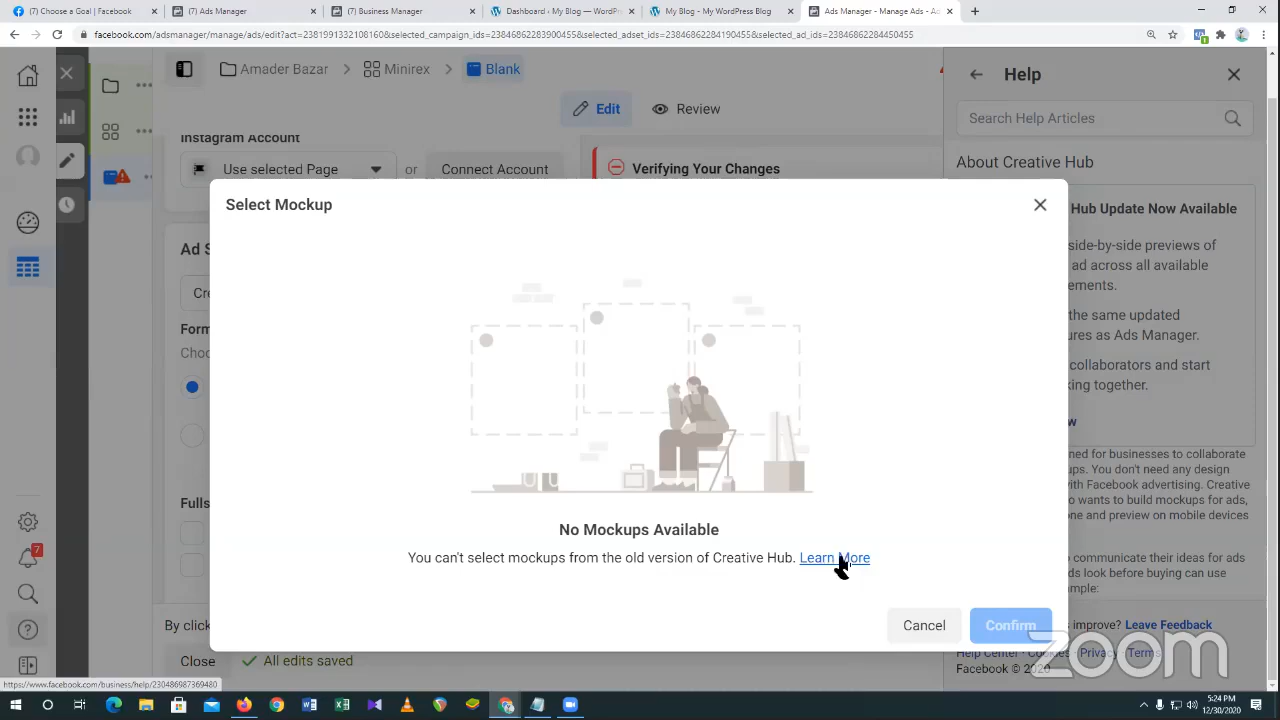 (7) Choose a Goal | Facebook
(7) Ads Manager
(7) Business Manager
Dashboard ‹ My Blog — WordPre
My Blog - My WordPress Blog
Ads Manager - Manage Ads - Ad
facebook.com/adsmanager/manage/ads/edit?act=2381991332108160&selected_campaign_ids=23846862283900455&selected_adset_ids=23846862284190455&selected_ad_ids=23846862284450455
Amader Bazar
Minirex
Blank
Help
Edit
Review
Search Help Articles
Instagram Account
About Creative Hub
Use selected Page
or
Connect Account
Verifying Your Changes
Select Mockup
Hub Update Now Available
side-by-side previews of
ad across all available
ements.
Ad S
Cre
the same updated
Form
ures as Ads Manager.
Choo
collaborators and start
king together.
w
ned for businesses to collaborate
ups. You don't need any design
with Facebook advertising. Creative
o wants to build mockups for ads,
one and preview on mobile devices
Fulls
No Mockups Available
You can't select mockups from the old version of Creative Hub. Learn More
communicate their ideas for ads
ds look before buying can use
mple:
7
By click
Cancel
Confirm
s improve? Leave Feedback
Help Center · Cookies · Privacy · Terms
Close
All edits saved
Facebook © 2020
zoom
https://www.facebook.com/business/help/230486987369480
5:24 PM
12/30/2020